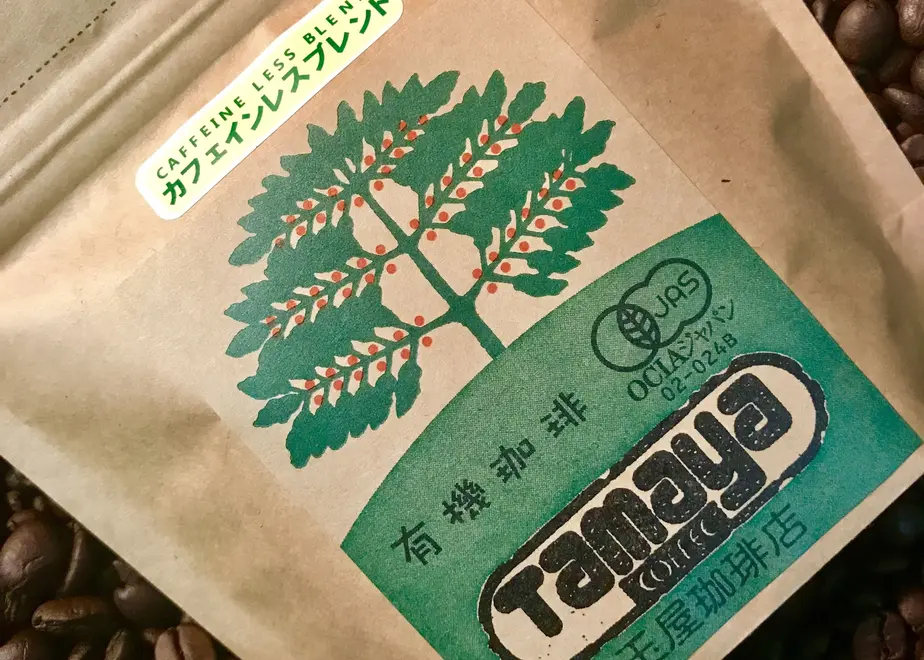 CAFFEINE LESS BLEND
カフェインレスブレンド
JAS
OCIAジャパン
02-024B
有機珈琲
Tamaya
COFFEE
玉屋珈琲店